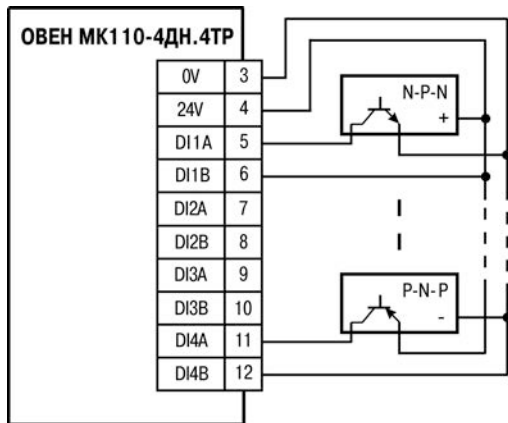 ОВЕН МК110-4ДН.4ТР
0V 3
24V 4
DI1A 5
DI1B 6
DI2A 7
DI2B 8
DI3A 9
DI3B 10
DI4A 11
DI4B 12
N-P-N
+
P-N-P
-